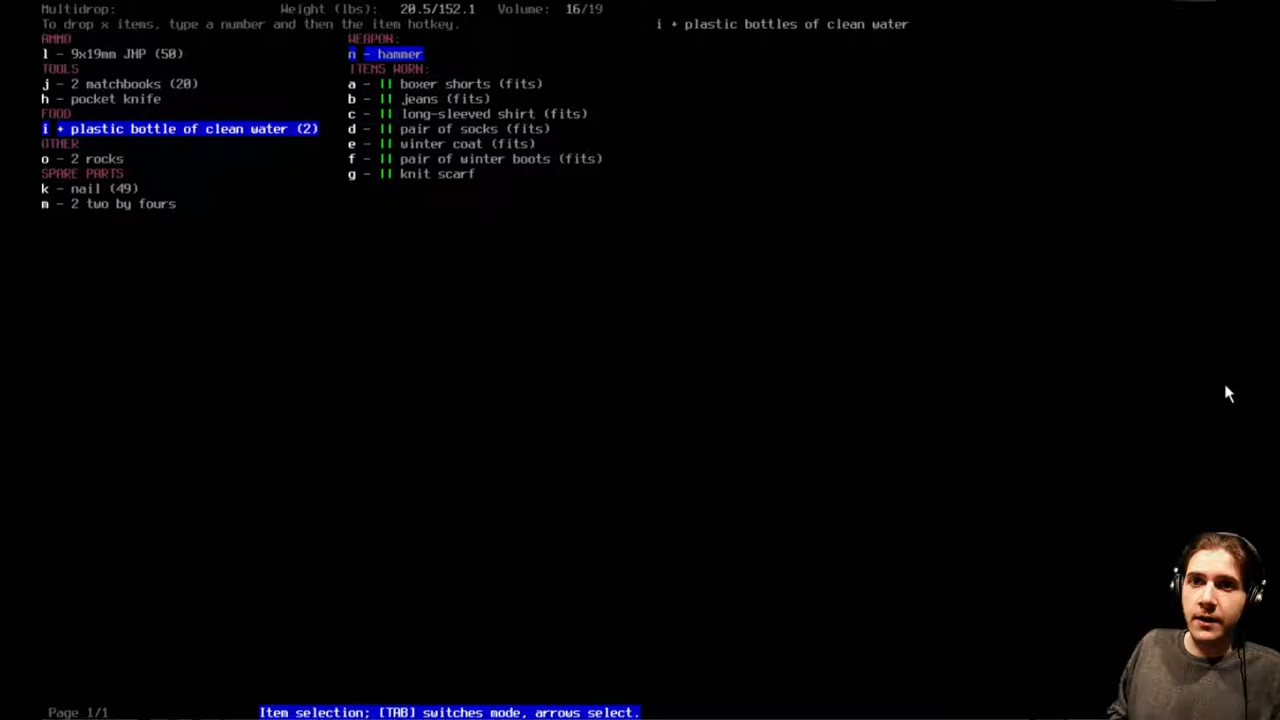 Multidrop: Weight (lbs): 20.5/152.1 Volume: 16/19
To drop x items, type a number and then the item hotkey. i + plastic bottles of clean water
AMMO
l - 9x19mm JHP (50)
TOOLS
j - 2 matchbooks (20)
h - pocket knife
FOOD
i + plastic bottle of clean water (2)
OTHER
o - 2 rocks
SPARE PARTS
k - nail (49)
m - 2 two by fours
WEAPON:
n - hammer
ITEMS WORN:
a - || boxer shorts (fits)
b - || jeans (fits)
c - || long-sleeved shirt (fits)
d - || pair of socks (fits)
e - || winter coat (fits)
f - || pair of winter boots (fits)
g - || knit scarf
Page 1/1 Item selection; [TAB] switches mode, arrows select.